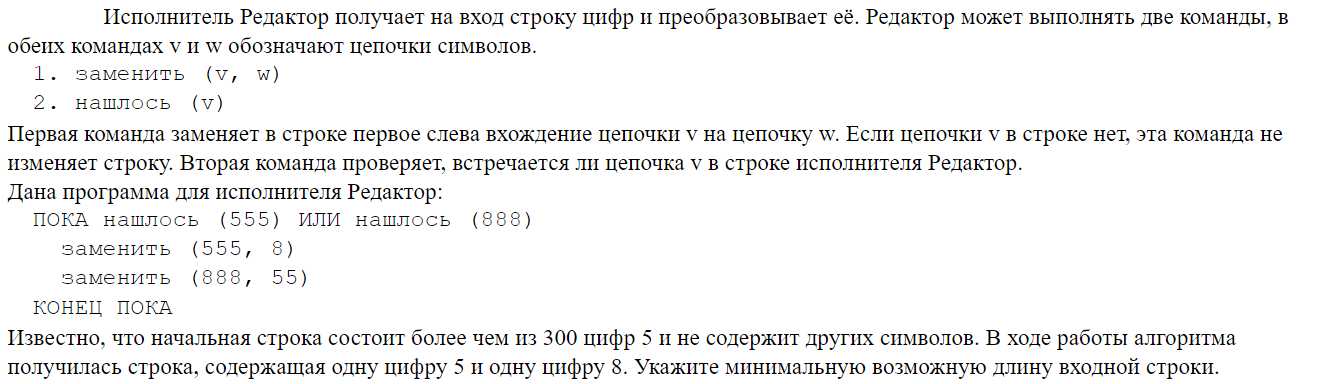 Исполнитель Редактор получает на вход строку цифр и преобразовывает её. Редактор может выполнять две команды, в
обеих командах v и w обозначают цепочки символов.
1. заменить (v, w)
2. нашлось (v)
Первая команда заменяет в строке первое слева вхождение цепочки v на цепочку w. Если цепочки v в строке нет, эта команда не
изменяет строку. Вторая команда проверяет, встречается ли цепочка v в строке исполнителя Редактор.
Дана программа для исполнителя Редактор:
ПОКА нашлось (555) ИЛИ нашлось (888)
заменить (555, 8)
заменить (888, 55)
КОНЕЦ ПОКА
Известно, что начальная строка состоит более чем из 300 цифр 5 и не содержит других символов. В ходе работы алгоритма
получилась строка, содержащая одну цифру 5 и одну цифру 8. Укажите минимальную возможную длину входной строки.